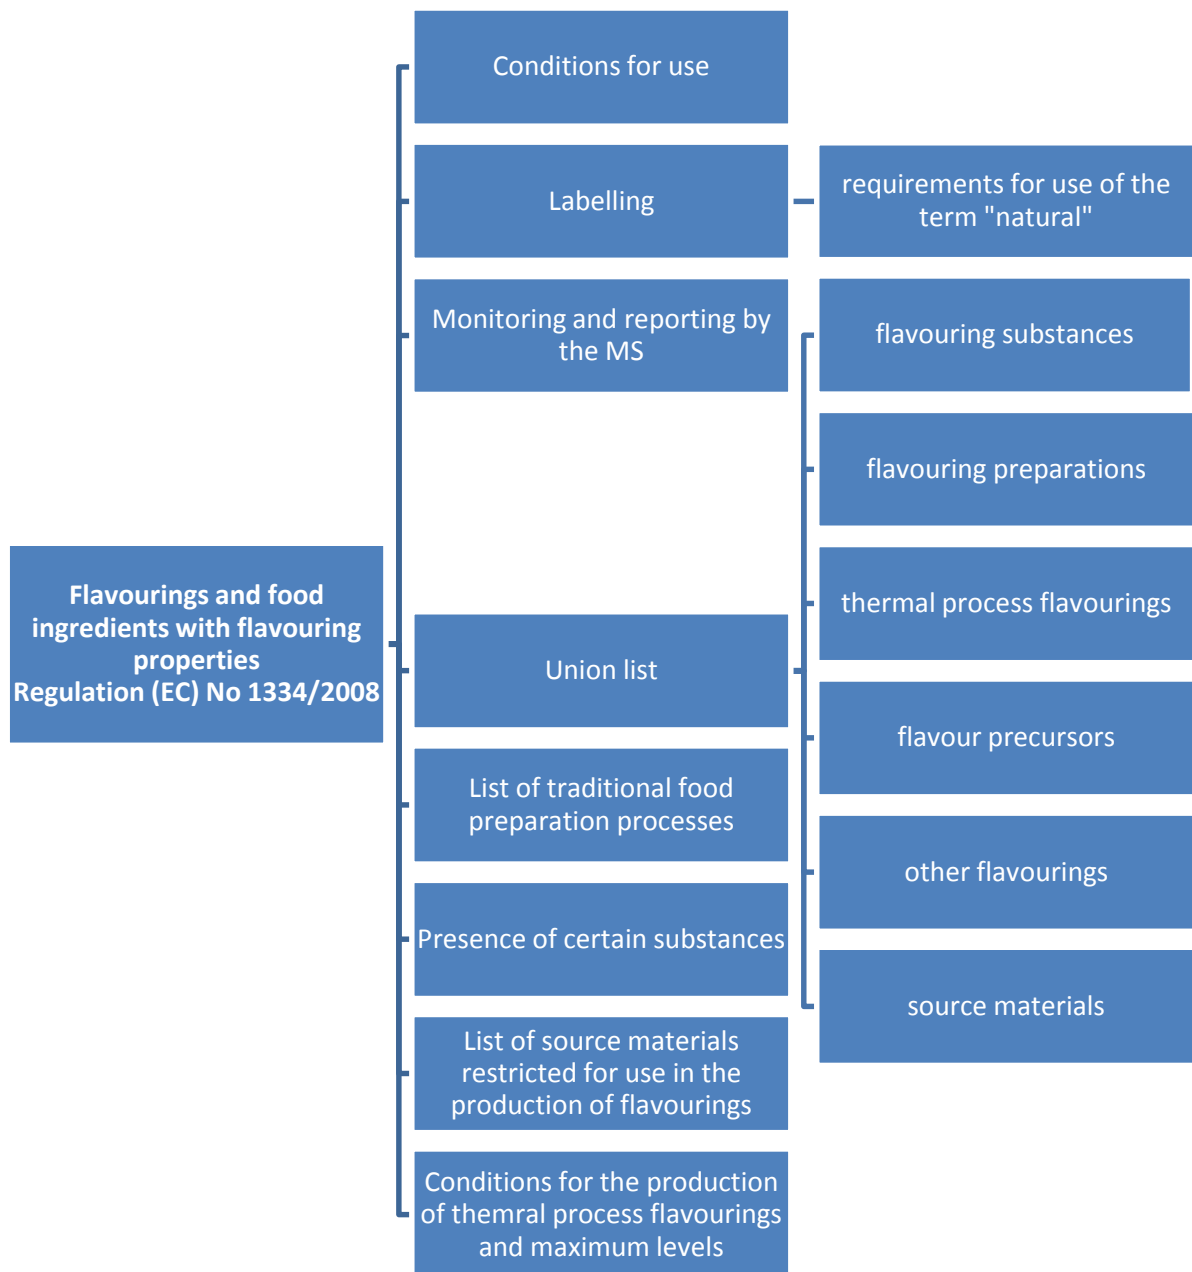 Flavourings and food
ingredients with flavouring
properties
Regulation (EC) No 1334/2008
Conditions for use
Labelling
requirements for use of the
term "natural"
Monitoring and reporting by
the MS
Union list
flavouring substances
flavouring preparations
thermal process flavourings
flavour precursors
other flavourings
source materials
List of traditional food
preparation processes
Presence of certain substances
List of source materials
restricted for use in the
production of flavourings
Conditions for the production
of themral process flavourings
and maximum levels